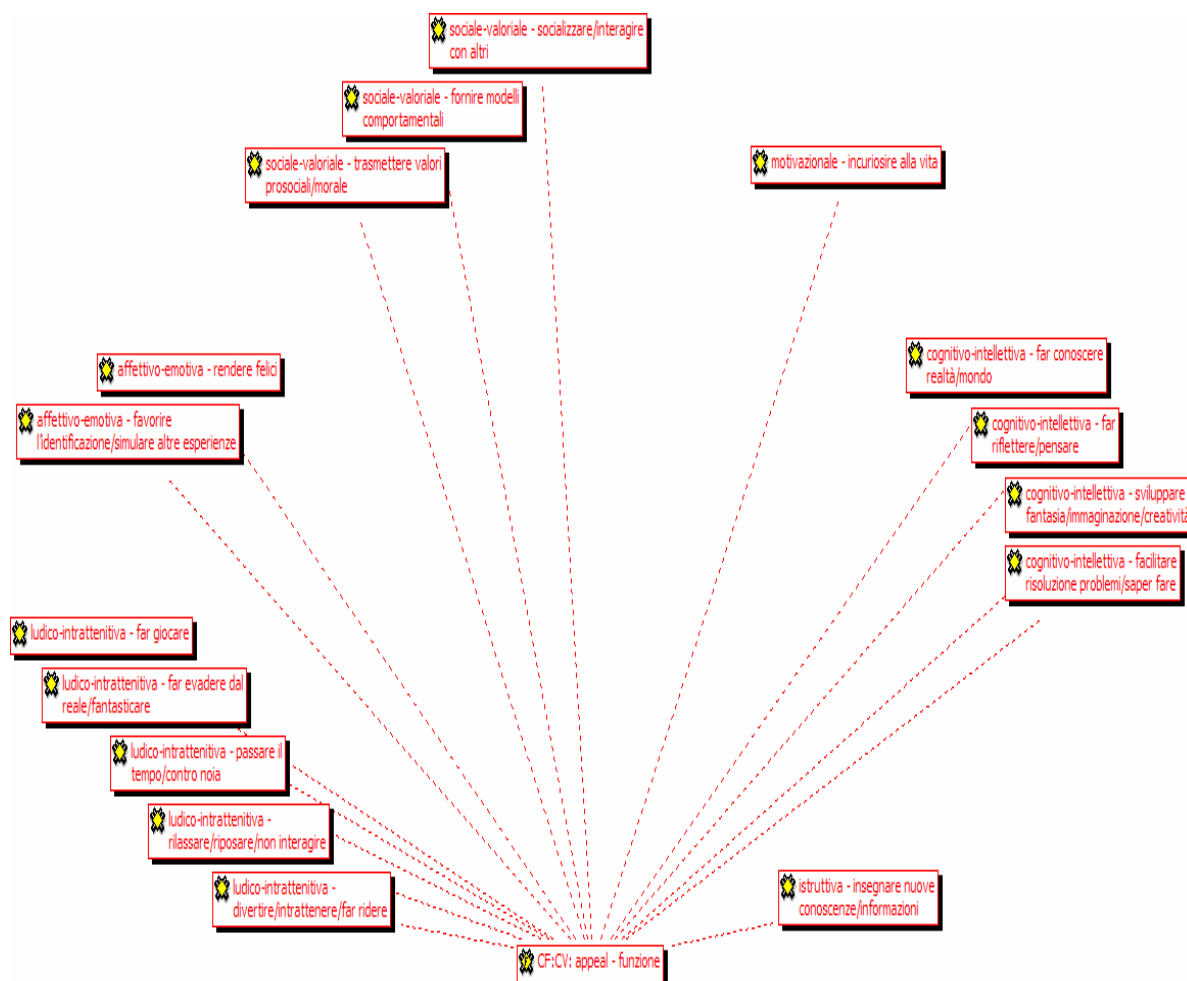 sociale-valoriale - socializzare/interagire
con altri
sociale-valoriale - fornire modelli
comportamentali
sociale-valoriale - trasmettere valori
prosociali/morale
motivazionale - incuriosire alla vita
affettivo-emotiva - rendere felici
affettivo-emotiva - favorire
l'identificazione/simulare altre esperienze
cognitivo-intellettiva - far conoscere
realtà/mondo
cognitivo-intellettiva - far
riflettere/pensare
cognitivo-intellettiva - sviluppare
fantasia/immaginazione/creatività
cognitivo-intellettiva - facilitare
risoluzione problemi/saper fare
ludico-intrattenitiva - far giocare
ludico-intrattenitiva - far evadere dal
reale/fantasticare
ludico-intrattenitiva - passare il
tempo/contro noia
ludico-intrattenitiva -
rilassare/riposare/non interagire
ludico-intrattenitiva -
divertire/intrattenere/far ridere
istruttiva - insegnare nuove
conoscenze/informazioni
CF:CV: appeal - funzione